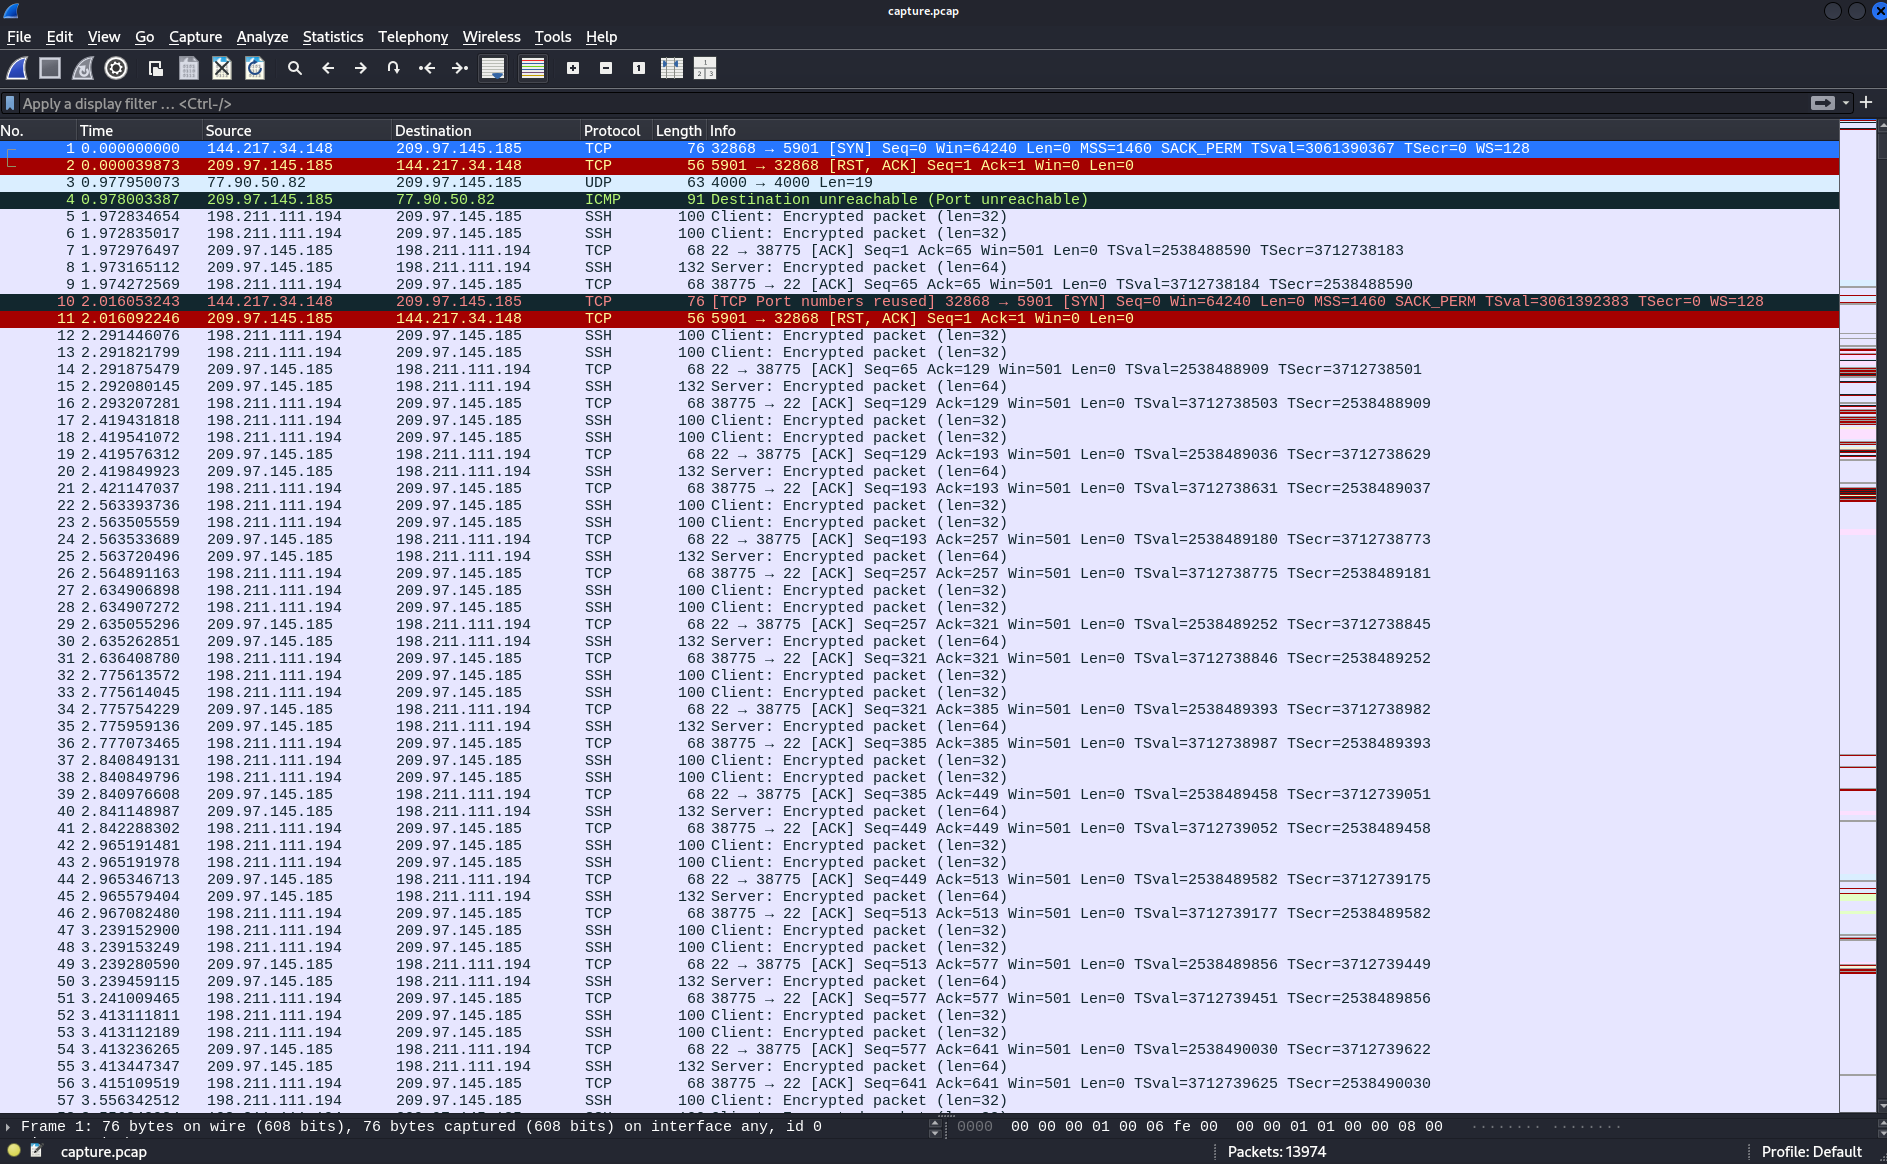 capture.pcap
File Edit View Go Capture Analyze Statistics Telephony Wireless Tools Help
Apply a display filter … <Ctrl-/>
No. Time Source Destination Protocol Length Info
1 0.000000000 144.217.34.148 209.97.145.185 TCP 76 32868 → 5901 [SYN] Seq=0 Win=64240 Len=0 MSS=1460 SACK_PERM TSval=3061390367 TSecr=0 WS=128
2 0.000039873 209.97.145.185 144.217.34.148 TCP 56 5901 → 32868 [RST, ACK] Seq=1 Ack=1 Win=0 Len=0
3 0.977950073 77.90.50.82 209.97.145.185 UDP 63 4000 → 4000 Len=19
4 0.978003387 209.97.145.185 77.90.50.82 ICMP 91 Destination unreachable (Port unreachable)
5 1.972834654 198.211.111.194 209.97.145.185 SSH 100 Client: Encrypted packet (len=32)
6 1.972835017 198.211.111.194 209.97.145.185 SSH 100 Client: Encrypted packet (len=32)
7 1.972976497 209.97.145.185 198.211.111.194 TCP 68 22 → 38775 [ACK] Seq=1 Ack=65 Win=501 Len=0 TSval=2538488590 TSecr=3712738183
8 1.973165112 209.97.145.185 198.211.111.194 SSH 132 Server: Encrypted packet (len=64)
9 1.974272569 198.211.111.194 209.97.145.185 TCP 68 38775 → 22 [ACK] Seq=65 Ack=65 Win=501 Len=0 TSval=3712738184 TSecr=2538488590
10 2.016053243 144.217.34.148 209.97.145.185 TCP 76 [TCP Port numbers reused] 32868 → 5901 [SYN] Seq=0 Win=64240 Len=0 MSS=1460 SACK_PERM TSval=3061392383 TSecr=0 WS=128
11 2.016092246 209.97.145.185 144.217.34.148 TCP 56 5901 → 32868 [RST, ACK] Seq=1 Ack=1 Win=0 Len=0
12 2.291446076 198.211.111.194 209.97.145.185 SSH 100 Client: Encrypted packet (len=32)
13 2.291821799 198.211.111.194 209.97.145.185 SSH 100 Client: Encrypted packet (len=32)
14 2.291875479 209.97.145.185 198.211.111.194 TCP 68 22 → 38775 [ACK] Seq=65 Ack=129 Win=501 Len=0 TSval=2538488909 TSecr=3712738501
15 2.292080145 209.97.145.185 198.211.111.194 SSH 132 Server: Encrypted packet (len=64)
16 2.293207281 198.211.111.194 209.97.145.185 TCP 68 38775 → 22 [ACK] Seq=129 Ack=129 Win=501 Len=0 TSval=3712738503 TSecr=2538488909
17 2.419431818 198.211.111.194 209.97.145.185 SSH 100 Client: Encrypted packet (len=32)
18 2.419541072 198.211.111.194 209.97.145.185 SSH 100 Client: Encrypted packet (len=32)
19 2.419576312 209.97.145.185 198.211.111.194 TCP 68 22 → 38775 [ACK] Seq=129 Ack=193 Win=501 Len=0 TSval=2538489036 TSecr=3712738629
20 2.419849923 209.97.145.185 198.211.111.194 SSH 132 Server: Encrypted packet (len=64)
21 2.421147037 198.211.111.194 209.97.145.185 TCP 68 38775 → 22 [ACK] Seq=193 Ack=193 Win=501 Len=0 TSval=3712738631 TSecr=2538489037
22 2.563393736 198.211.111.194 209.97.145.185 SSH 100 Client: Encrypted packet (len=32)
23 2.563505559 198.211.111.194 209.97.145.185 SSH 100 Client: Encrypted packet (len=32)
24 2.563533689 209.97.145.185 198.211.111.194 TCP 68 22 → 38775 [ACK] Seq=193 Ack=257 Win=501 Len=0 TSval=2538489180 TSecr=3712738773
25 2.563720496 209.97.145.185 198.211.111.194 SSH 132 Server: Encrypted packet (len=64)
26 2.564891163 198.211.111.194 209.97.145.185 TCP 68 38775 → 22 [ACK] Seq=257 Ack=257 Win=501 Len=0 TSval=3712738775 TSecr=2538489181
27 2.634906898 198.211.111.194 209.97.145.185 SSH 100 Client: Encrypted packet (len=32)
28 2.634907272 198.211.111.194 209.97.145.185 SSH 100 Client: Encrypted packet (len=32)
29 2.635055296 209.97.145.185 198.211.111.194 TCP 68 22 → 38775 [ACK] Seq=257 Ack=321 Win=501 Len=0 TSval=2538489252 TSecr=3712738845
30 2.635262851 209.97.145.185 198.211.111.194 SSH 132 Server: Encrypted packet (len=64)
31 2.636408780 198.211.111.194 209.97.145.185 TCP 68 38775 → 22 [ACK] Seq=321 Ack=321 Win=501 Len=0 TSval=3712738846 TSecr=2538489252
32 2.775613572 198.211.111.194 209.97.145.185 SSH 100 Client: Encrypted packet (len=32)
33 2.775614045 198.211.111.194 209.97.145.185 SSH 100 Client: Encrypted packet (len=32)
34 2.775754229 209.97.145.185 198.211.111.194 TCP 68 22 → 38775 [ACK] Seq=321 Ack=385 Win=501 Len=0 TSval=2538489393 TSecr=3712738982
35 2.775959136 209.97.145.185 198.211.111.194 SSH 132 Server: Encrypted packet (len=64)
36 2.777073465 198.211.111.194 209.97.145.185 TCP 68 38775 → 22 [ACK] Seq=385 Ack=385 Win=501 Len=0 TSval=3712738987 TSecr=2538489393
37 2.840849131 198.211.111.194 209.97.145.185 SSH 100 Client: Encrypted packet (len=32)
38 2.840849796 198.211.111.194 209.97.145.185 SSH 100 Client: Encrypted packet (len=32)
39 2.840976608 209.97.145.185 198.211.111.194 TCP 68 22 → 38775 [ACK] Seq=385 Ack=449 Win=501 Len=0 TSval=2538489458 TSecr=3712739051
40 2.841148987 209.97.145.185 198.211.111.194 SSH 132 Server: Encrypted packet (len=64)
41 2.842288302 198.211.111.194 209.97.145.185 TCP 68 38775 → 22 [ACK] Seq=449 Ack=449 Win=501 Len=0 TSval=3712739052 TSecr=2538489458
42 2.965191481 198.211.111.194 209.97.145.185 SSH 100 Client: Encrypted packet (len=32)
43 2.965191978 198.211.111.194 209.97.145.185 SSH 100 Client: Encrypted packet (len=32)
44 2.965346713 209.97.145.185 198.211.111.194 TCP 68 22 → 38775 [ACK] Seq=449 Ack=513 Win=501 Len=0 TSval=2538489582 TSecr=3712739175
45 2.965579404 209.97.145.185 198.211.111.194 SSH 132 Server: Encrypted packet (len=64)
46 2.967082480 198.211.111.194 209.97.145.185 TCP 68 38775 → 22 [ACK] Seq=513 Ack=513 Win=501 Len=0 TSval=3712739177 TSecr=2538489582
47 3.239152900 198.211.111.194 209.97.145.185 SSH 100 Client: Encrypted packet (len=32)
48 3.239153249 198.211.111.194 209.97.145.185 SSH 100 Client: Encrypted packet (len=32)
49 3.239280590 209.97.145.185 198.211.111.194 TCP 68 22 → 38775 [ACK] Seq=513 Ack=577 Win=501 Len=0 TSval=2538489856 TSecr=3712739449
50 3.239459115 209.97.145.185 198.211.111.194 SSH 132 Server: Encrypted packet (len=64)
51 3.241009465 198.211.111.194 209.97.145.185 TCP 68 38775 → 22 [ACK] Seq=577 Ack=577 Win=501 Len=0 TSval=3712739451 TSecr=2538489856
52 3.413111811 198.211.111.194 209.97.145.185 SSH 100 Client: Encrypted packet (len=32)
53 3.413112189 198.211.111.194 209.97.145.185 SSH 100 Client: Encrypted packet (len=32)
54 3.413236265 209.97.145.185 198.211.111.194 TCP 68 22 → 38775 [ACK] Seq=577 Ack=641 Win=501 Len=0 TSval=2538490030 TSecr=3712739622
55 3.413447347 209.97.145.185 198.211.111.194 SSH 132 Server: Encrypted packet (len=64)
56 3.415109519 198.211.111.194 209.97.145.185 TCP 68 38775 → 22 [ACK] Seq=641 Ack=641 Win=501 Len=0 TSval=3712739625 TSecr=2538490030
57 3.556342512 198.211.111.194 209.97.145.185 SSH 100 Client: Encrypted packet (len=32)
Frame 1: 76 bytes on wire (608 bits), 76 bytes captured (608 bits) on interface any, id 0
0000 00 00 00 01 00 06 fe 00 00 00 01 01 00 00 08 00 ········ ········
capture.pcap Packets: 13974 Profile: Default